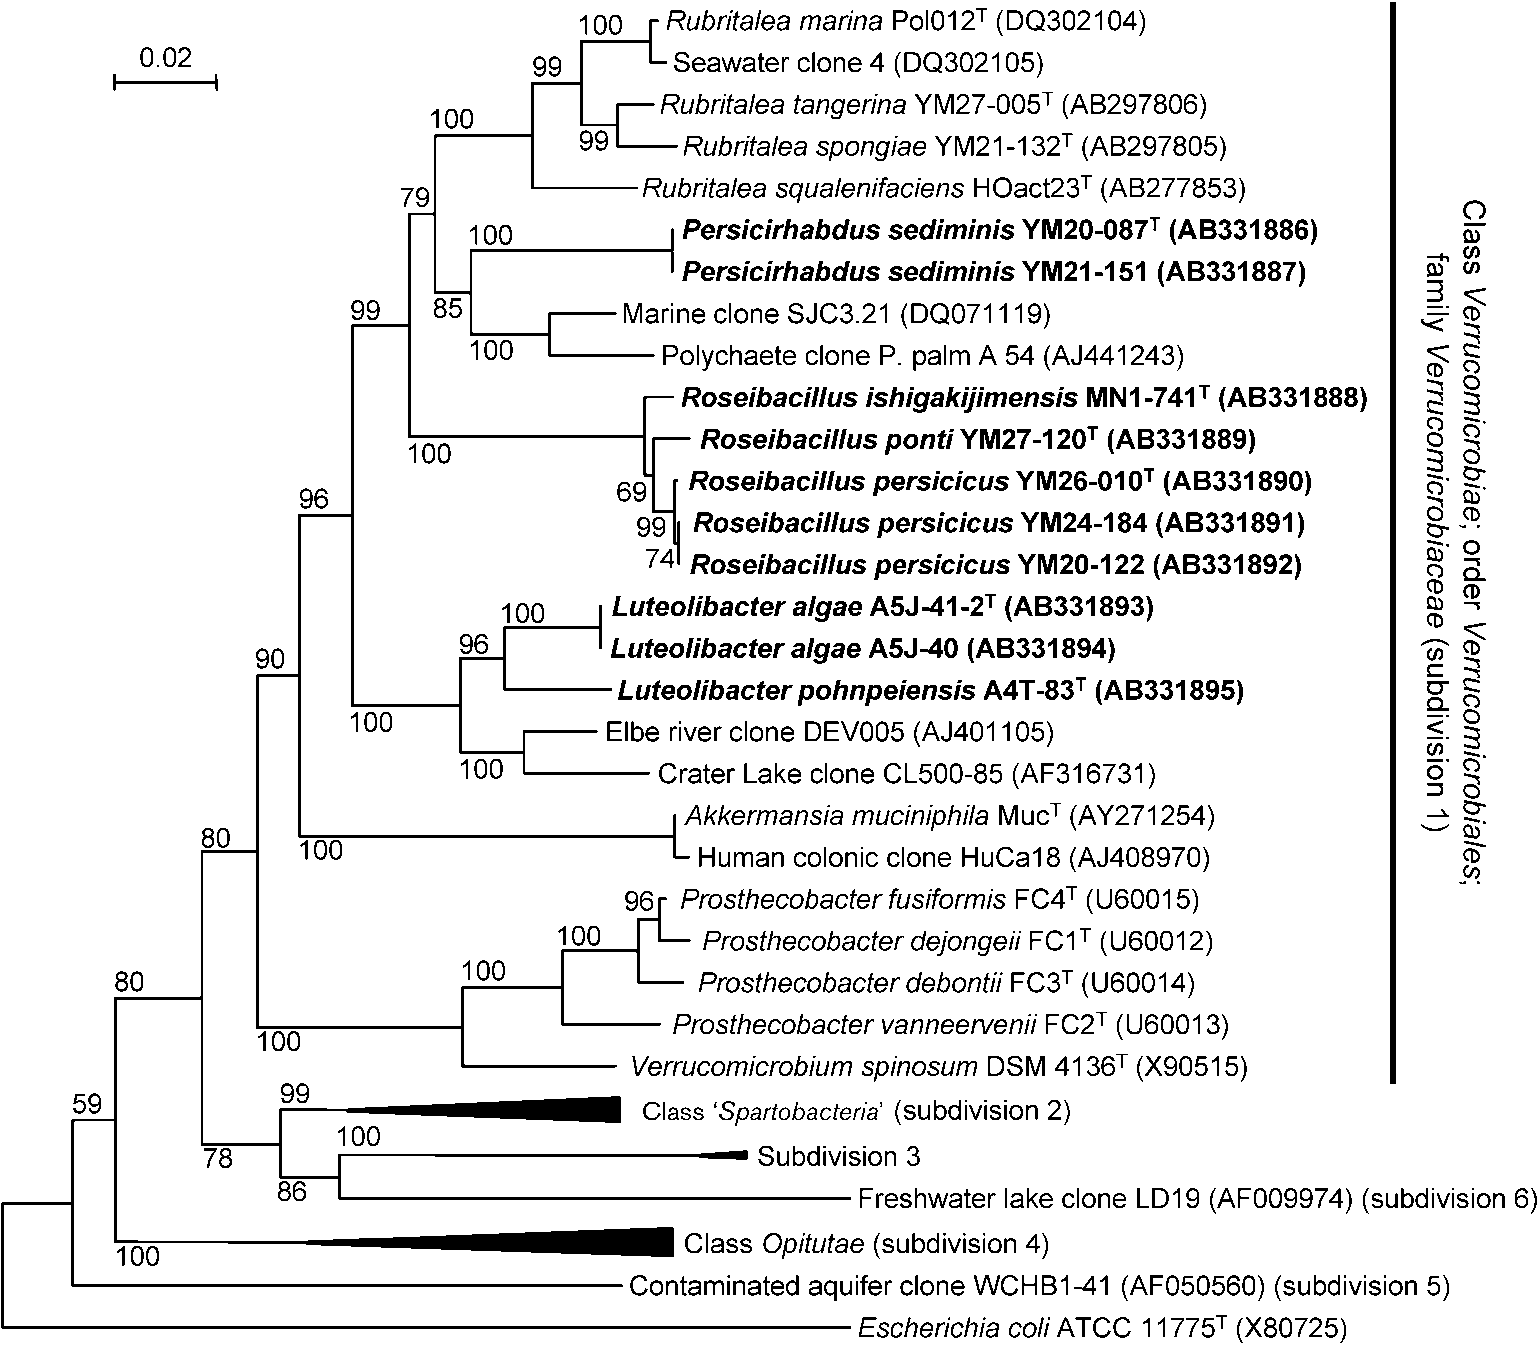 0.02
100
Rubritalea marina Pol012ᵀ (DQ302104)
Seawater clone 4 (DQ302105)
99
Rubritalea tangerina YM27-005ᵀ (AB297806)
99
Rubritalea spongiae YM21-132ᵀ (AB297805)
100
Rubritalea squalenifaciens HOact23ᵀ (AB277853)
79
100
Persicirhabdus sediminis YM20-087ᵀ (AB331886)
Persicirhabdus sediminis YM21-151 (AB331887)
85
Marine clone SJC3.21 (DQ071119)
100
Polychaete clone P. palm A 54 (AJ441243)
99
Roseibacillus ishigakijimensis MN1-741ᵀ (AB331888)
100
Roseibacillus ponti YM27-120ᵀ (AB331889)
69
Roseibacillus persicicus YM26-010ᵀ (AB331890)
99
Roseibacillus persicicus YM24-184 (AB331891)
74
Roseibacillus persicicus YM20-122 (AB331892)
96
100
Luteolibacter algae A5J-41-2ᵀ (AB331893)
Luteolibacter algae A5J-40 (AB331894)
96
Luteolibacter pohnpeiensis A4T-83ᵀ (AB331895)
100
Elbe river clone DEV005 (AJ401105)
100
Crater Lake clone CL500-85 (AF316731)
90
Akkermansia muciniphila Mucᵀ (AY271254)
100
Human colonic clone HuCa18 (AJ408970)
80
96
Prosthecobacter fusiformis FC4ᵀ (U60015)
100
Prosthecobacter dejongeii FC1ᵀ (U60012)
100
Prosthecobacter debontii FC3ᵀ (U60014)
Prosthecobacter vanneervenii FC2ᵀ (U60013)
100
Verrucomicrobium spinosum DSM 4136ᵀ (X90515)
80
99
Class ‘Spartobacteria’ (subdivision 2)
78
100
Subdivision 3
86
Freshwater lake clone LD19 (AF009974) (subdivision 6)
59
100
Class Opitutae (subdivision 4)
Contaminated aquifer clone WCHB1-41 (AF050560) (subdivision 5)
Escherichia coli ATCC 11775ᵀ (X80725)
Class Verrucomicrobiae; order Verrucomicrobiales;
family Verrucomicrobiaceae (subdivision 1)